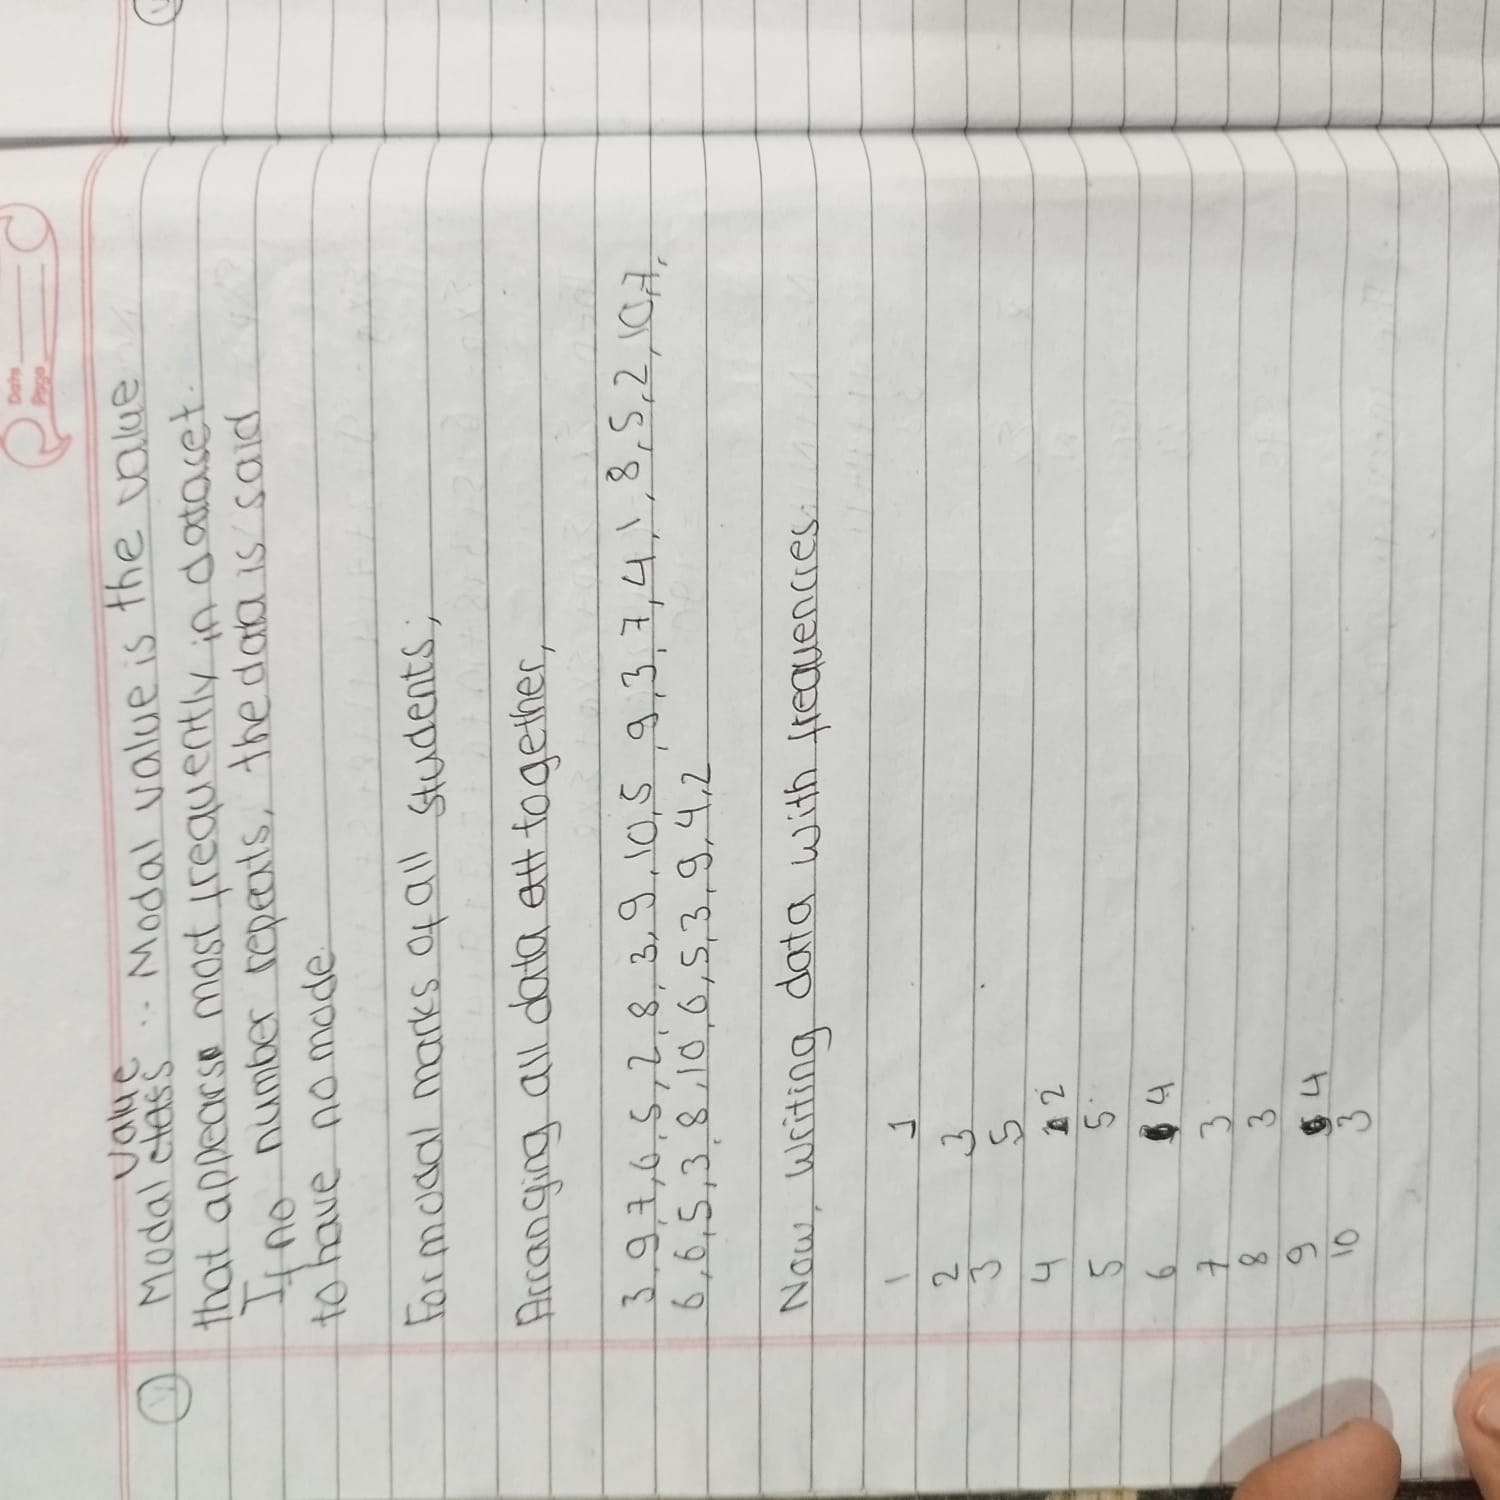 Date
Page
value
Modal class :- Modal value is the value
that appears most frequently in dataset.
If no number repeats, the data is said
to have no mode.
For modal marks of all students;
Arranging all data all together,
3, 9, 7, 6, 5, 2, 8, 3, 9, 10, 5, 9, 3, 7, 4, 1, 8, 5, 2, 10, 7,
6, 6, 5, 3, 8, 10, 6, 5, 3, 9, 4, 2
Now, Writing data with frequencies.
1 1
2 3
3 5
4 2
5 5
6 4
7 3
8 3
9 4
10 3